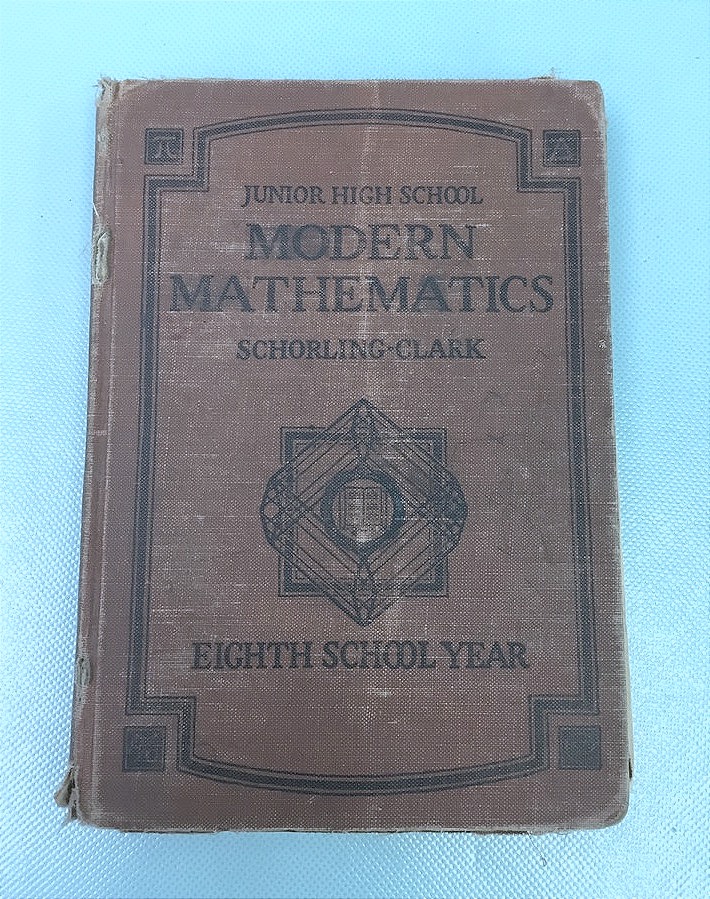 JUNIOR HIGH SCHOOL
MODERN
MATHEMATICS
SCHORLING-CLARK
EIGHTH SCHOOL YEAR